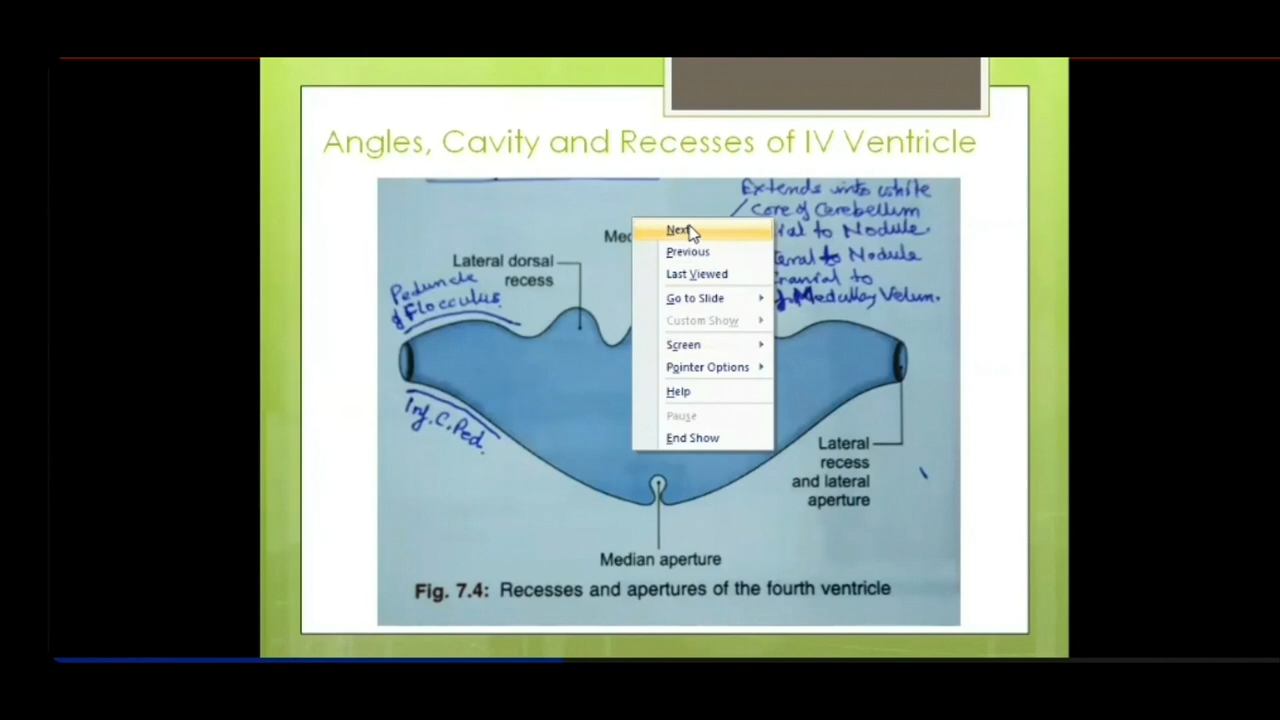 Angles, Cavity and Recesses of IV Ventricle
Extends into white
Core of Cerebellum
to Nodule.
to Nodule
Cranial to
Medullary Velum.
Lateral dorsal
recess
Peduncle
of Flocculus
Inf. C. Ped.
Next
Previous
Last Viewed
Go to Slide
Custom Show
Screen
Pointer Options
Help
Pause
End Show
Lateral
recess
and lateral
aperture
Median aperture
Fig. 7.4: Recesses and apertures of the fourth ventricle